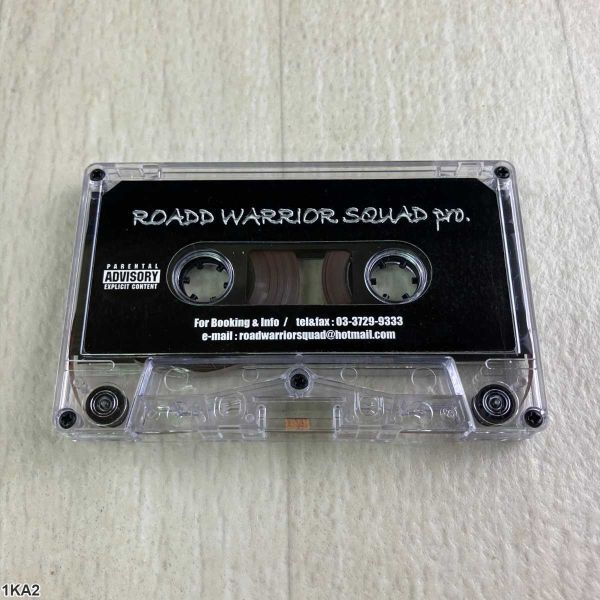 ROADD WARRIOR SQUAD pro.
PARENTAL
ADVISORY
EXPLICIT CONTENT
For Booking & Info / tel&fax : 03-3729-9333
e-mail : roadwarriorsquad@hotmail.com
1KA2